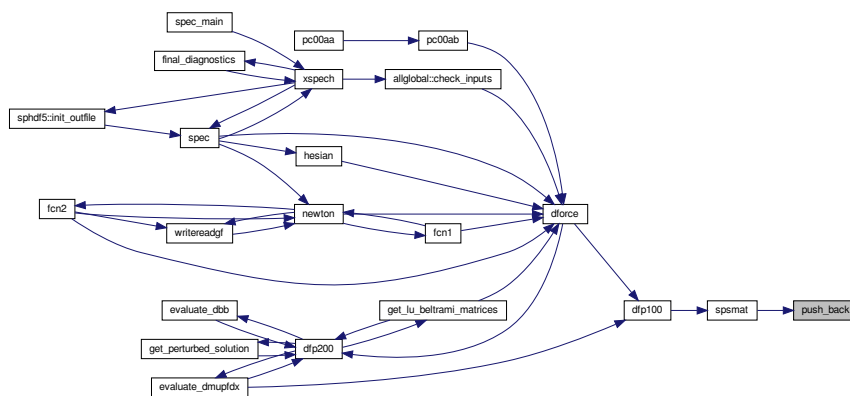 spec_main
pc00aa
pc00ab
final_diagnostics
xspech
allglobal::check_inputs
sphdf5::init_outfile
spec
hesian
fcn2
newton
dforce
writereadgf
fcn1
evaluate_dbb
get_lu_beltrami_matrices
dfp100
spsmat
push_back
get_perturbed_solution
dfp200
evaluate_dmupfdx